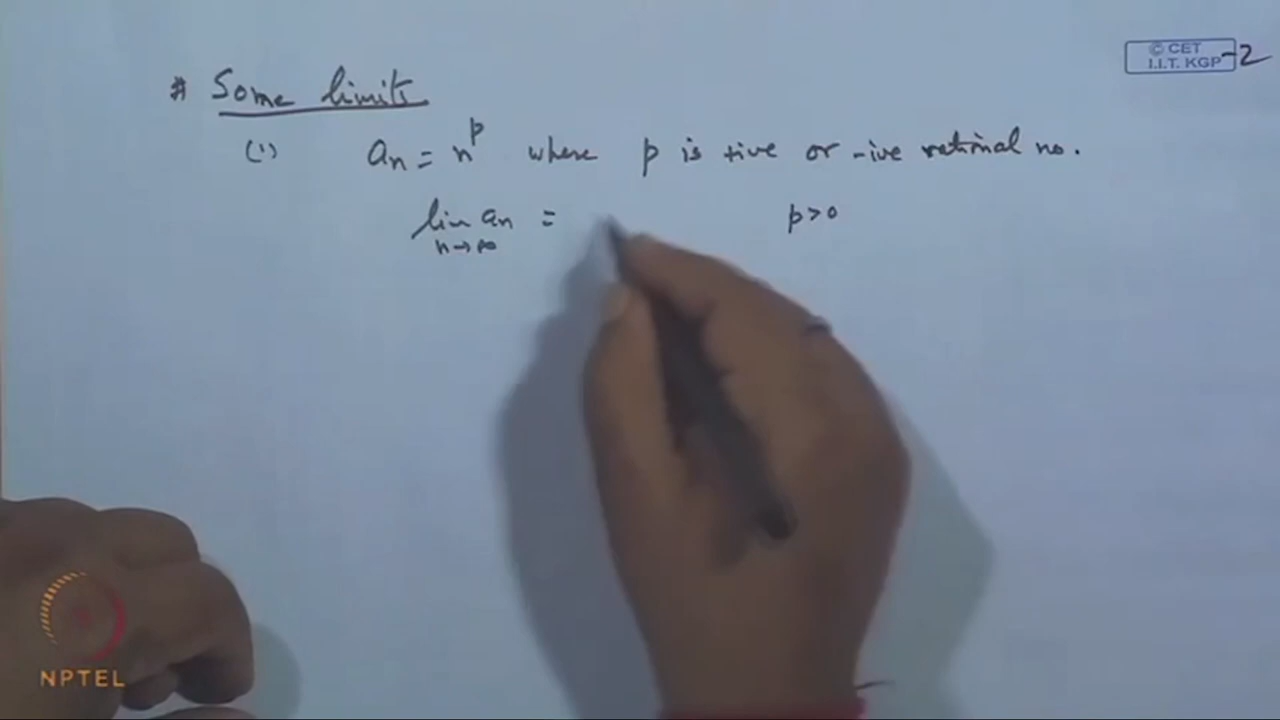 © CET
I.I.T. KGP -2
# Some limits
(1) an = n^p where p is +ive or -ive rational no.
lim an = p>0
n→∞
NPTEL